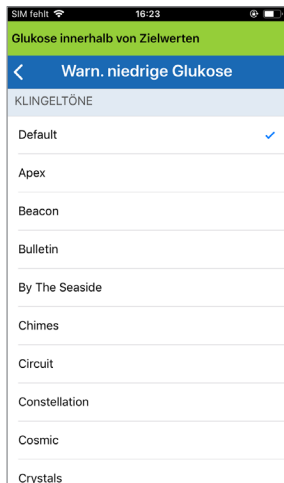 SIM fehlt 16:23
Glukose innerhalb von Zielwerten
Warn. niedrige Glukose
KLINGELTÖNE
Default
Apex
Beacon
Bulletin
By The Seaside
Chimes
Circuit
Constellation
Cosmic
Crystals